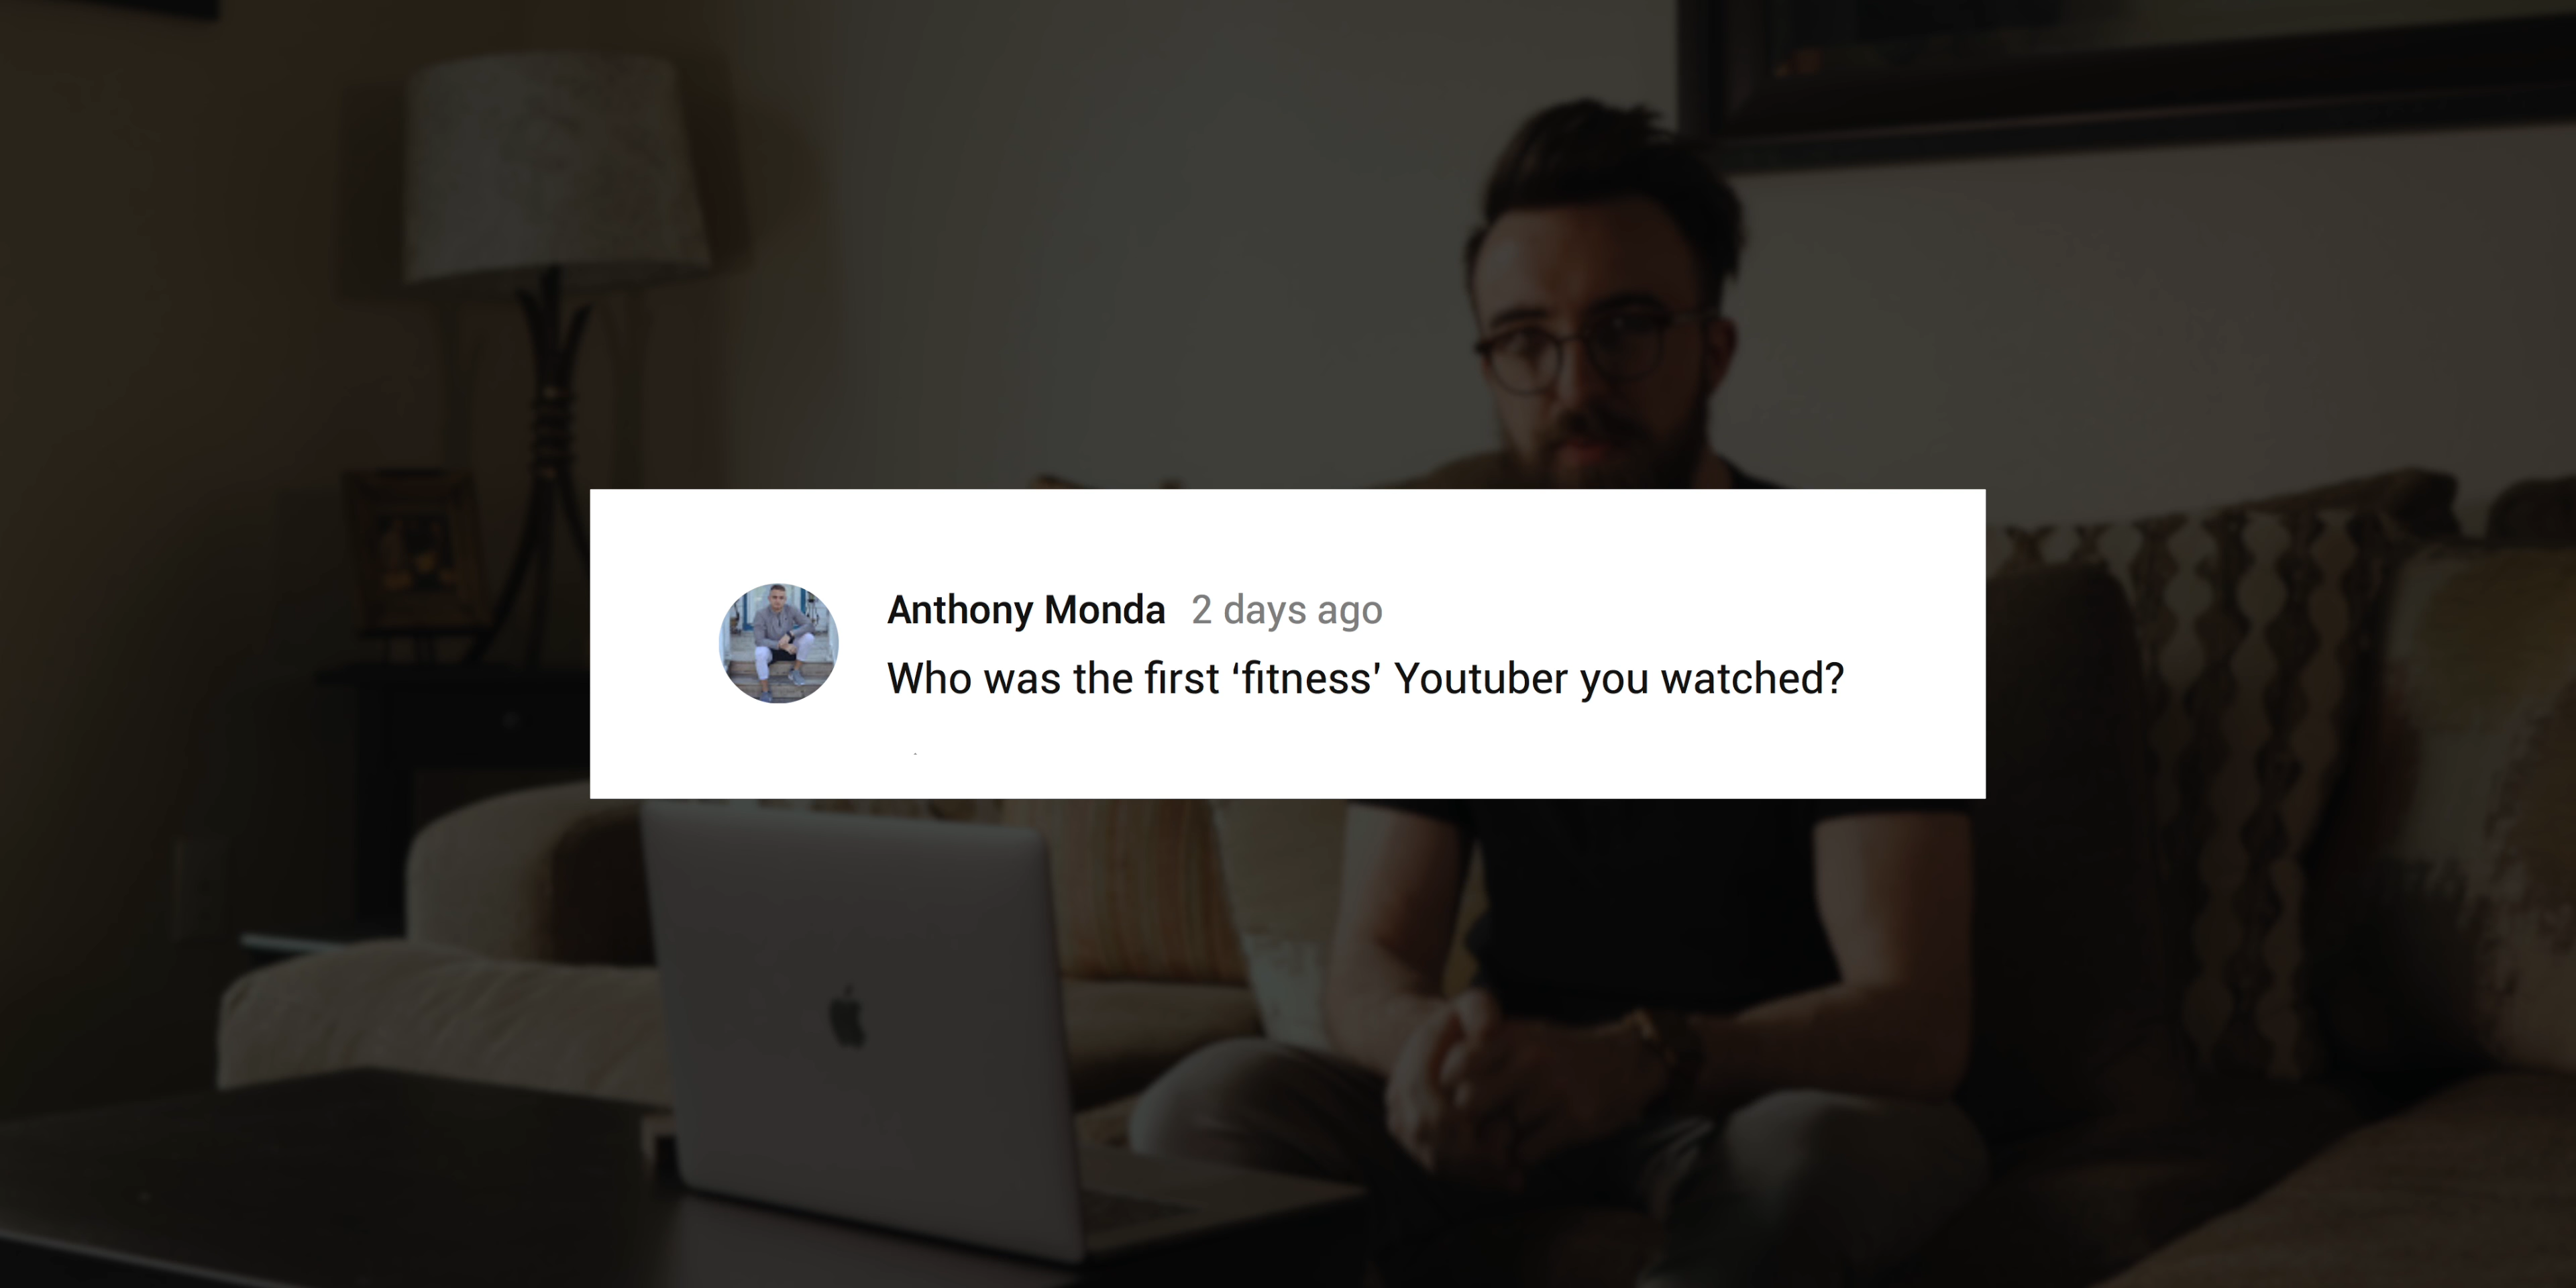 Anthony Monda 2 days ago
Who was the first ‘fitness’ Youtuber you watched?